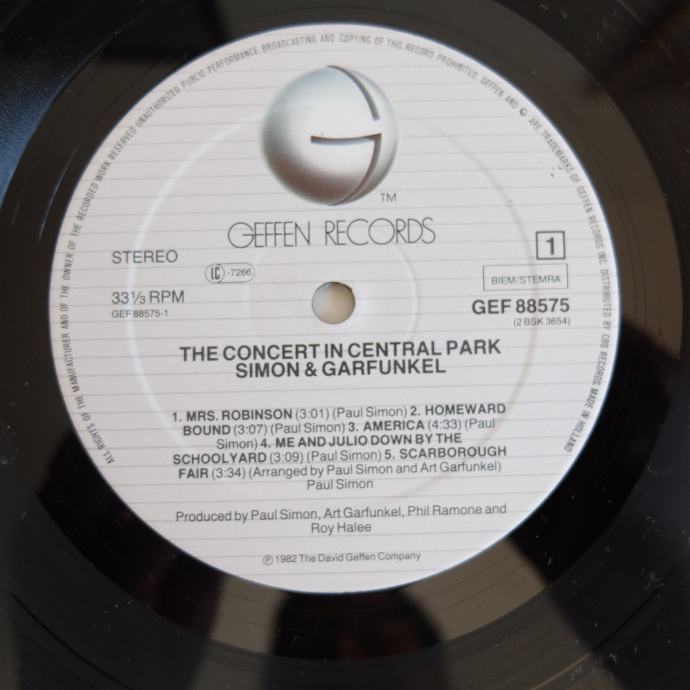 ALL RIGHTS OF THE MANUFACTURER AND OF THE OWNER OF THE RECORDED WORK RESERVED UNAUTHORIZED PUBLIC PERFORMANCE, BROADCASTING AND COPYING OF THIS RECORD PROHIBITED. GEFFEN AND G ARE TRADEMARKS OF GEFFEN RECORDS INC. DISTRIBUTED BY CBS RECORDS MADE IN HOLLAND
TM
GEFFEN RECORDS
STEREO
1
LC -7266
BIEM/STEMRA
33⅓ RPM
GEF 88575
GEF 88575-1
(2 BSK 3654)
THE CONCERT IN CENTRAL PARK
SIMON & GARFUNKEL
1. MRS. ROBINSON (3:01) (Paul Simon) 2. HOMEWARD
BOUND (3:07) (Paul Simon) 3. AMERICA (4:33) (Paul
Simon) 4. ME AND JULIO DOWN BY THE
SCHOOLYARD (3:09) (Paul Simon) 5. SCARBOROUGH
FAIR (3:34) (Arranged by Paul Simon and Art Garfunkel)
Paul Simon
Produced by Paul Simon, Art Garfunkel, Phil Ramone and
Roy Halee
℗ 1982 The David Geffen Company